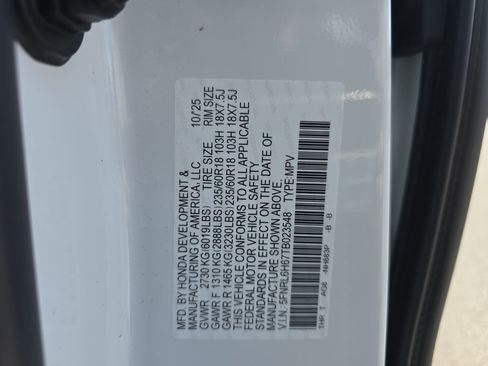 MFD. BY HONDA DEVELOPMENT &
MANUFACTURING OF AMERICA, LLC 10/25
GVWR 2730 KG(6019LBS) TIRE SIZE RIM SIZE
GAWR F 1310 KG(2888LBS)235/60R18 103H 18X7.5J
GAWR R 1465 KG(3230LBS)235/60R18 103H 18X7.5J
THIS VEHICLE CONFORMS TO ALL APPLICABLE
FEDERAL MOTOR VEHICLE SAFETY
STANDARDS IN EFFECT ON THE DATE OF
MANUFACTURE SHOWN ABOVE.
V.I.N. 5FNRL6H67TB023548 TYPE:MPV
THR T AG6 -NH883P -B -B